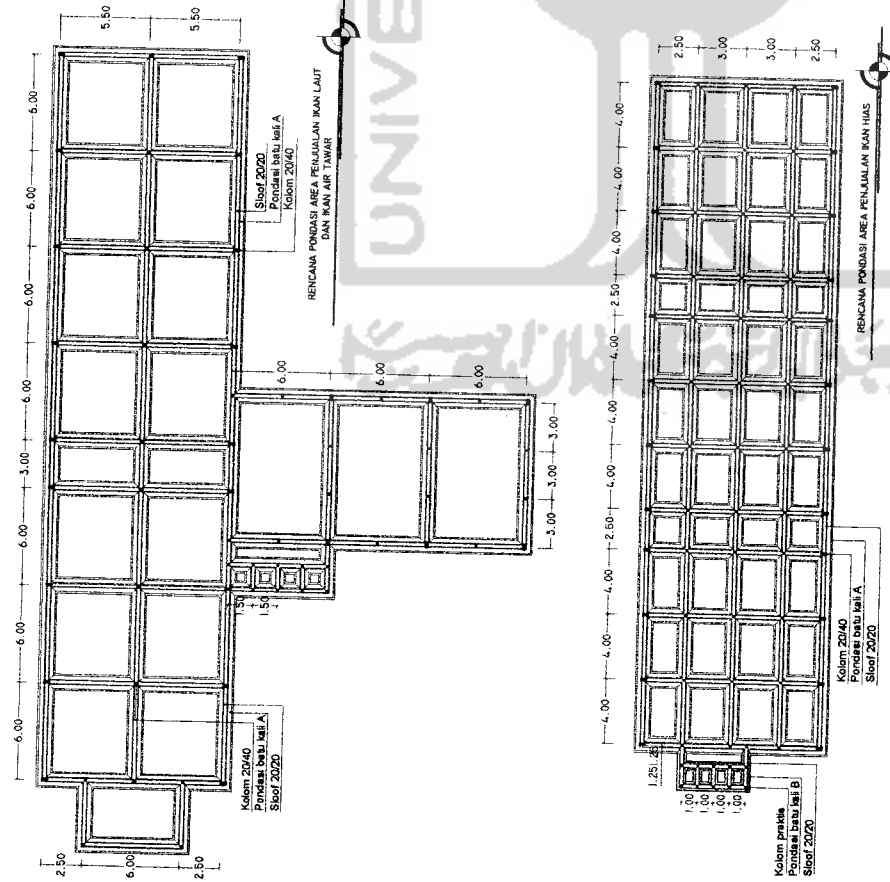 5.50
5.50
6.00
6.00
6.00
6.00
3.00
6.00
6.00
6.00
2.50
6.00
2.50
Sloof 20/20
Pondasi batu kali A
Kolom 20/40
RENCANA PONDASI AREA PENJUALAN IKAN LAUT
DAN IKAN AIR TAWAR
6.00
6.00
6.00
3.00
3.00
3.00
1.50
1.50
Kolom 20/40
Pondasi batu kali A
Sloof 20/20
UNIVE
2.50
3.00
3.00
2.50
4.00
4.00
4.00
2.50
4.00
4.00
4.00
2.50
4.00
4.00
4.00
1.25
1.25
1.00
1.00
1.00
1.00
Kolom praktis
Pondasi batu kali B
Sloof 20/20
Kolom 20/40
Pondasi batu kali A
Sloof 20/20
RENCANA PONDASI AREA PENJUALAN IKAN HIAS